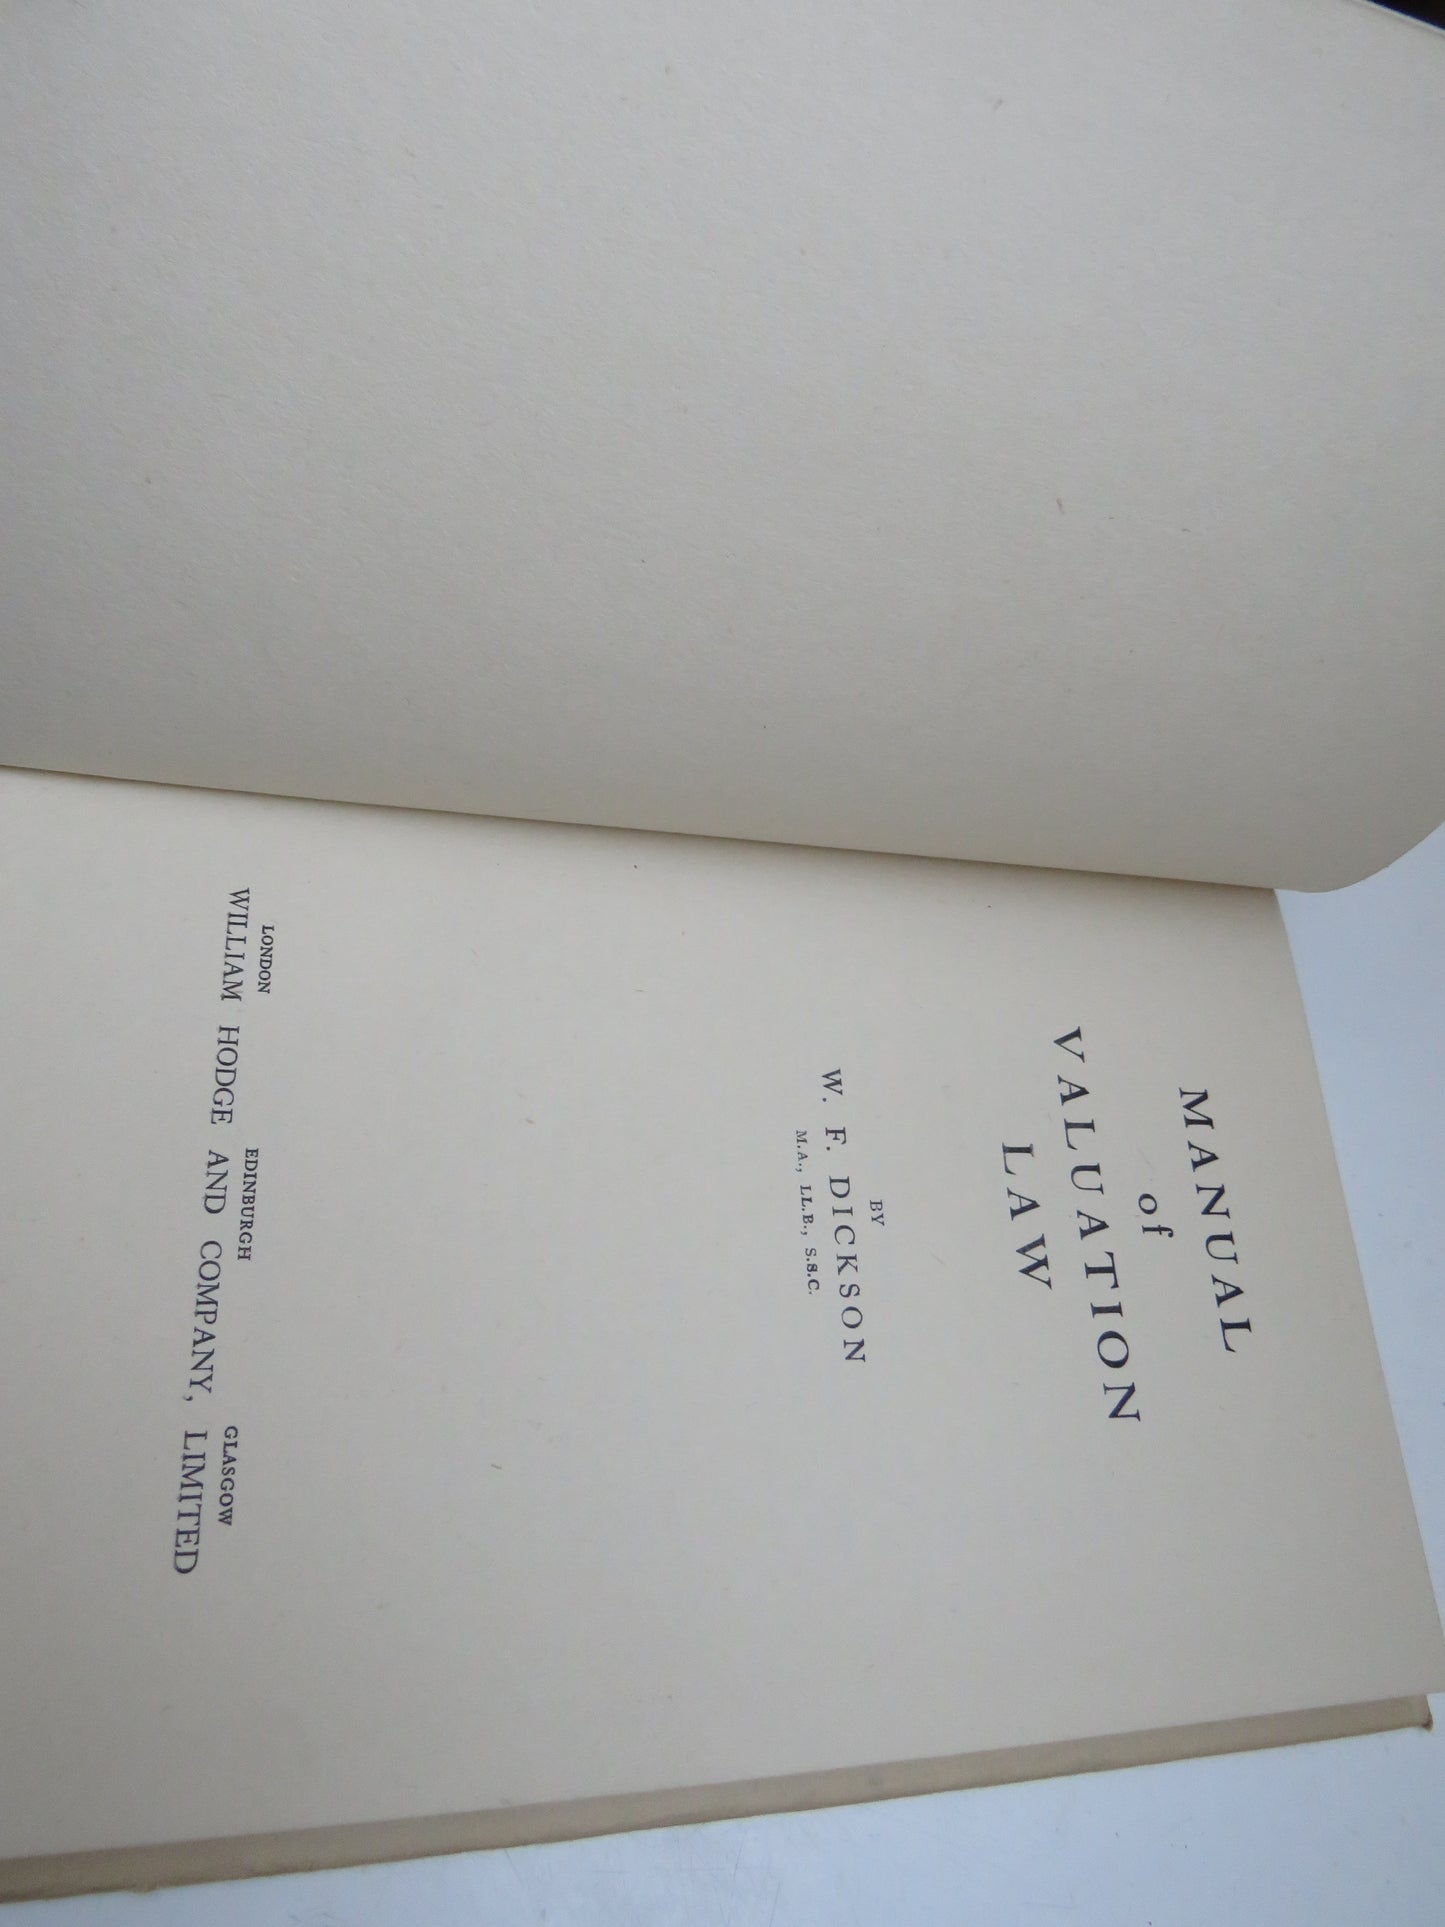 MANUAL
of
VALUATION
LAW
BY
W. F. DICKSON
M.A., LL.B., S.S.C.
LONDON EDINBURGH GLASGOW
WILLIAM HODGE AND COMPANY, LIMITED